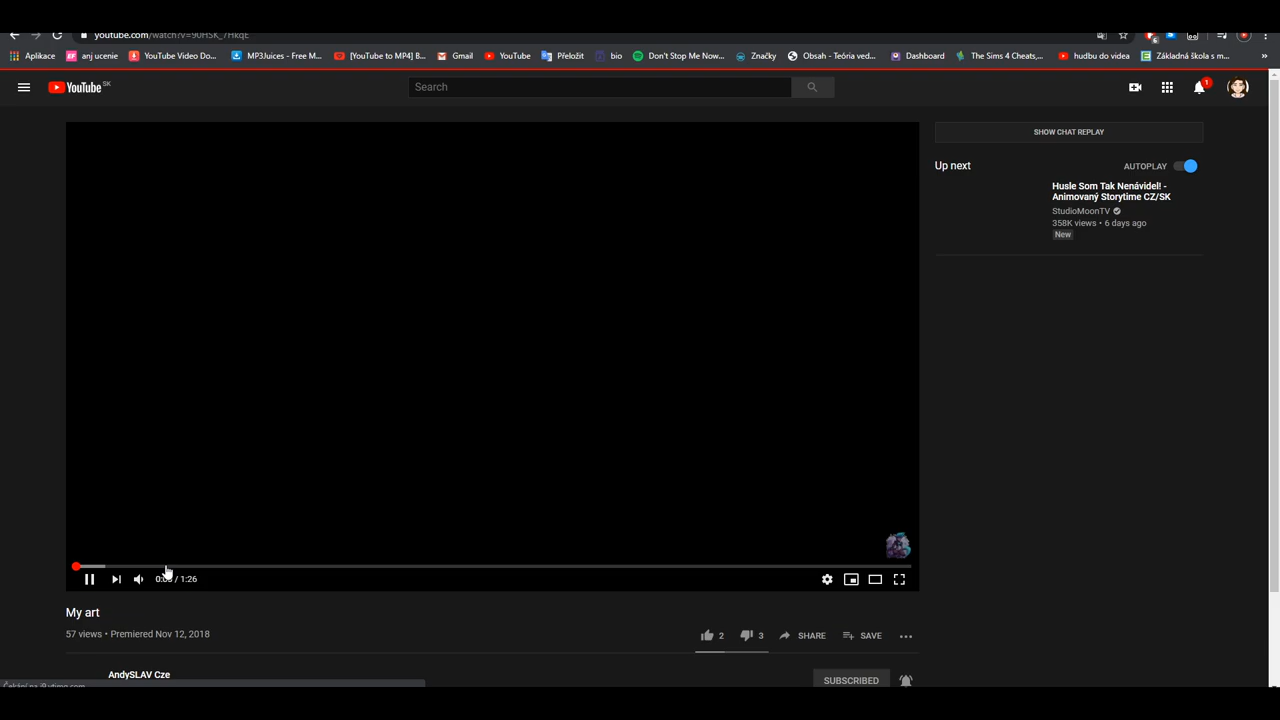 youtube.com/watch?v=90HSK_7HkqE
Aplikace
anj ucenie
YouTube Video Do...
MP3Juices - Free M...
[YouTube to MP4] B...
Gmail
YouTube
Přeložit
bio
Don't Stop Me Now...
Značky
Obsah - Teória ved...
Dashboard
The Sims 4 Cheats,...
hudbu do videa
Základná škola s m...
»
YouTube SK
Search
1
SHOW CHAT REPLAY
Up next
AUTOPLAY
Husle Som Tak Nenávidel! -
Animovaný Storytime CZ/SK
StudioMoonTV
358K views • 6 days ago
New
/ 1:26
My art
57 views • Premiered Nov 12, 2018
2
3
SHARE
SAVE
AndySLAV Cze
SUBSCRIBED